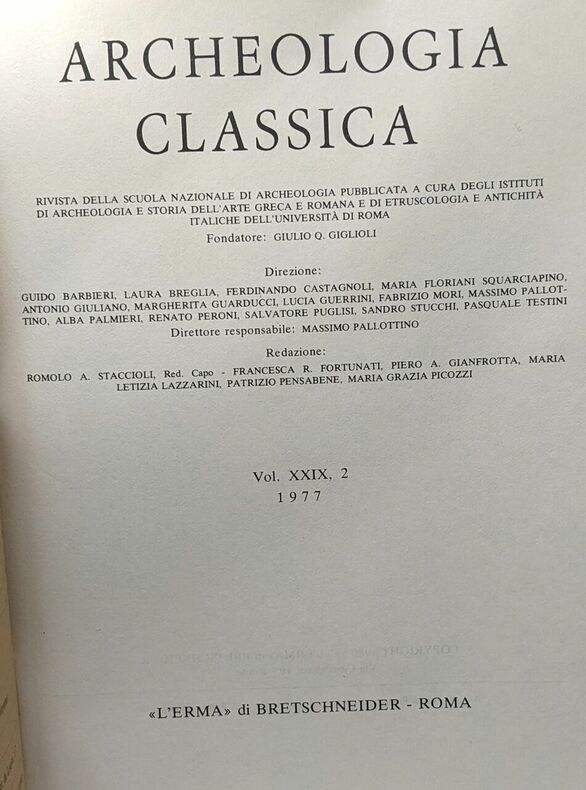 ARCHEOLOGIA
CLASSICA
RIVISTA DELLA SCUOLA NAZIONALE DI ARCHEOLOGIA PUBBLICATA A CURA DEGLI ISTITUTI
DI ARCHEOLOGIA E STORIA DELL'ARTE GRECA E ROMANA E DI ETRUSCOLOGIA E ANTICHITÀ
ITALICHE DELL'UNIVERSITÀ DI ROMA
Fondatore: GIULIO Q. GIGLIOLI
Direzione:
GUIDO BARBIERI, LAURA BREGLIA, FERDINANDO CASTAGNOLI, MARIA FLORIANI SQUARCIAPINO,
ANTONIO GIULIANO, MARGHERITA GUARDUCCI, LUCIA GUERRINI, FABRIZIO MORI, MASSIMO PALLOT-
TINO, ALBA PALMIERI, RENATO PERONI, SALVATORE PUGLISI, SANDRO STUCCHI, PASQUALE TESTINI
Direttore responsabile: MASSIMO PALLOTTINO
Redazione:
ROMOLO A. STACCIOLI, Red. Capo - FRANCESCA R. FORTUNATI, PIERO A. GIANFROTTA, MARIA
LETIZIA LAZZARINI, PATRIZIO PENSABENE, MARIA GRAZIA PICOZZI
Vol. XXIX, 2
1977
«L'ERMA» di BRETSCHNEIDER - ROMA